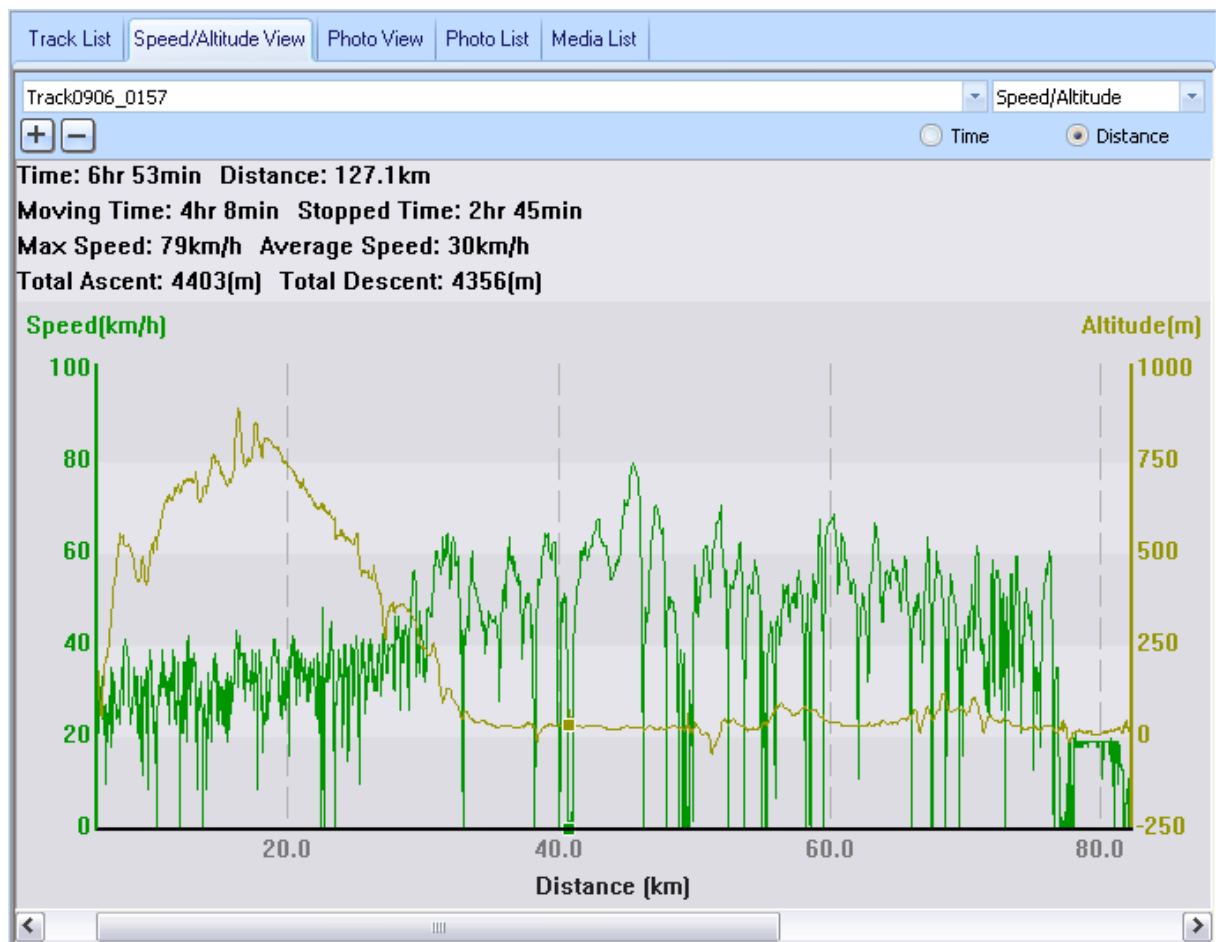 Track List Speed/Altitude View Photo View Photo List Media List
Track0906_0157 Speed/Altitude
+ − Time Distance
Time: 6hr 53min Distance: 127.1km
Moving Time: 4hr 8min Stopped Time: 2hr 45min
Max Speed: 79km/h Average Speed: 30km/h
Total Ascent: 4403(m) Total Descent: 4356(m)
Speed(km/h) Altitude(m)
100 1000
80 750
60 500
40 250
20 0
0 -250
20.0 40.0 60.0 80.0
Distance (km)